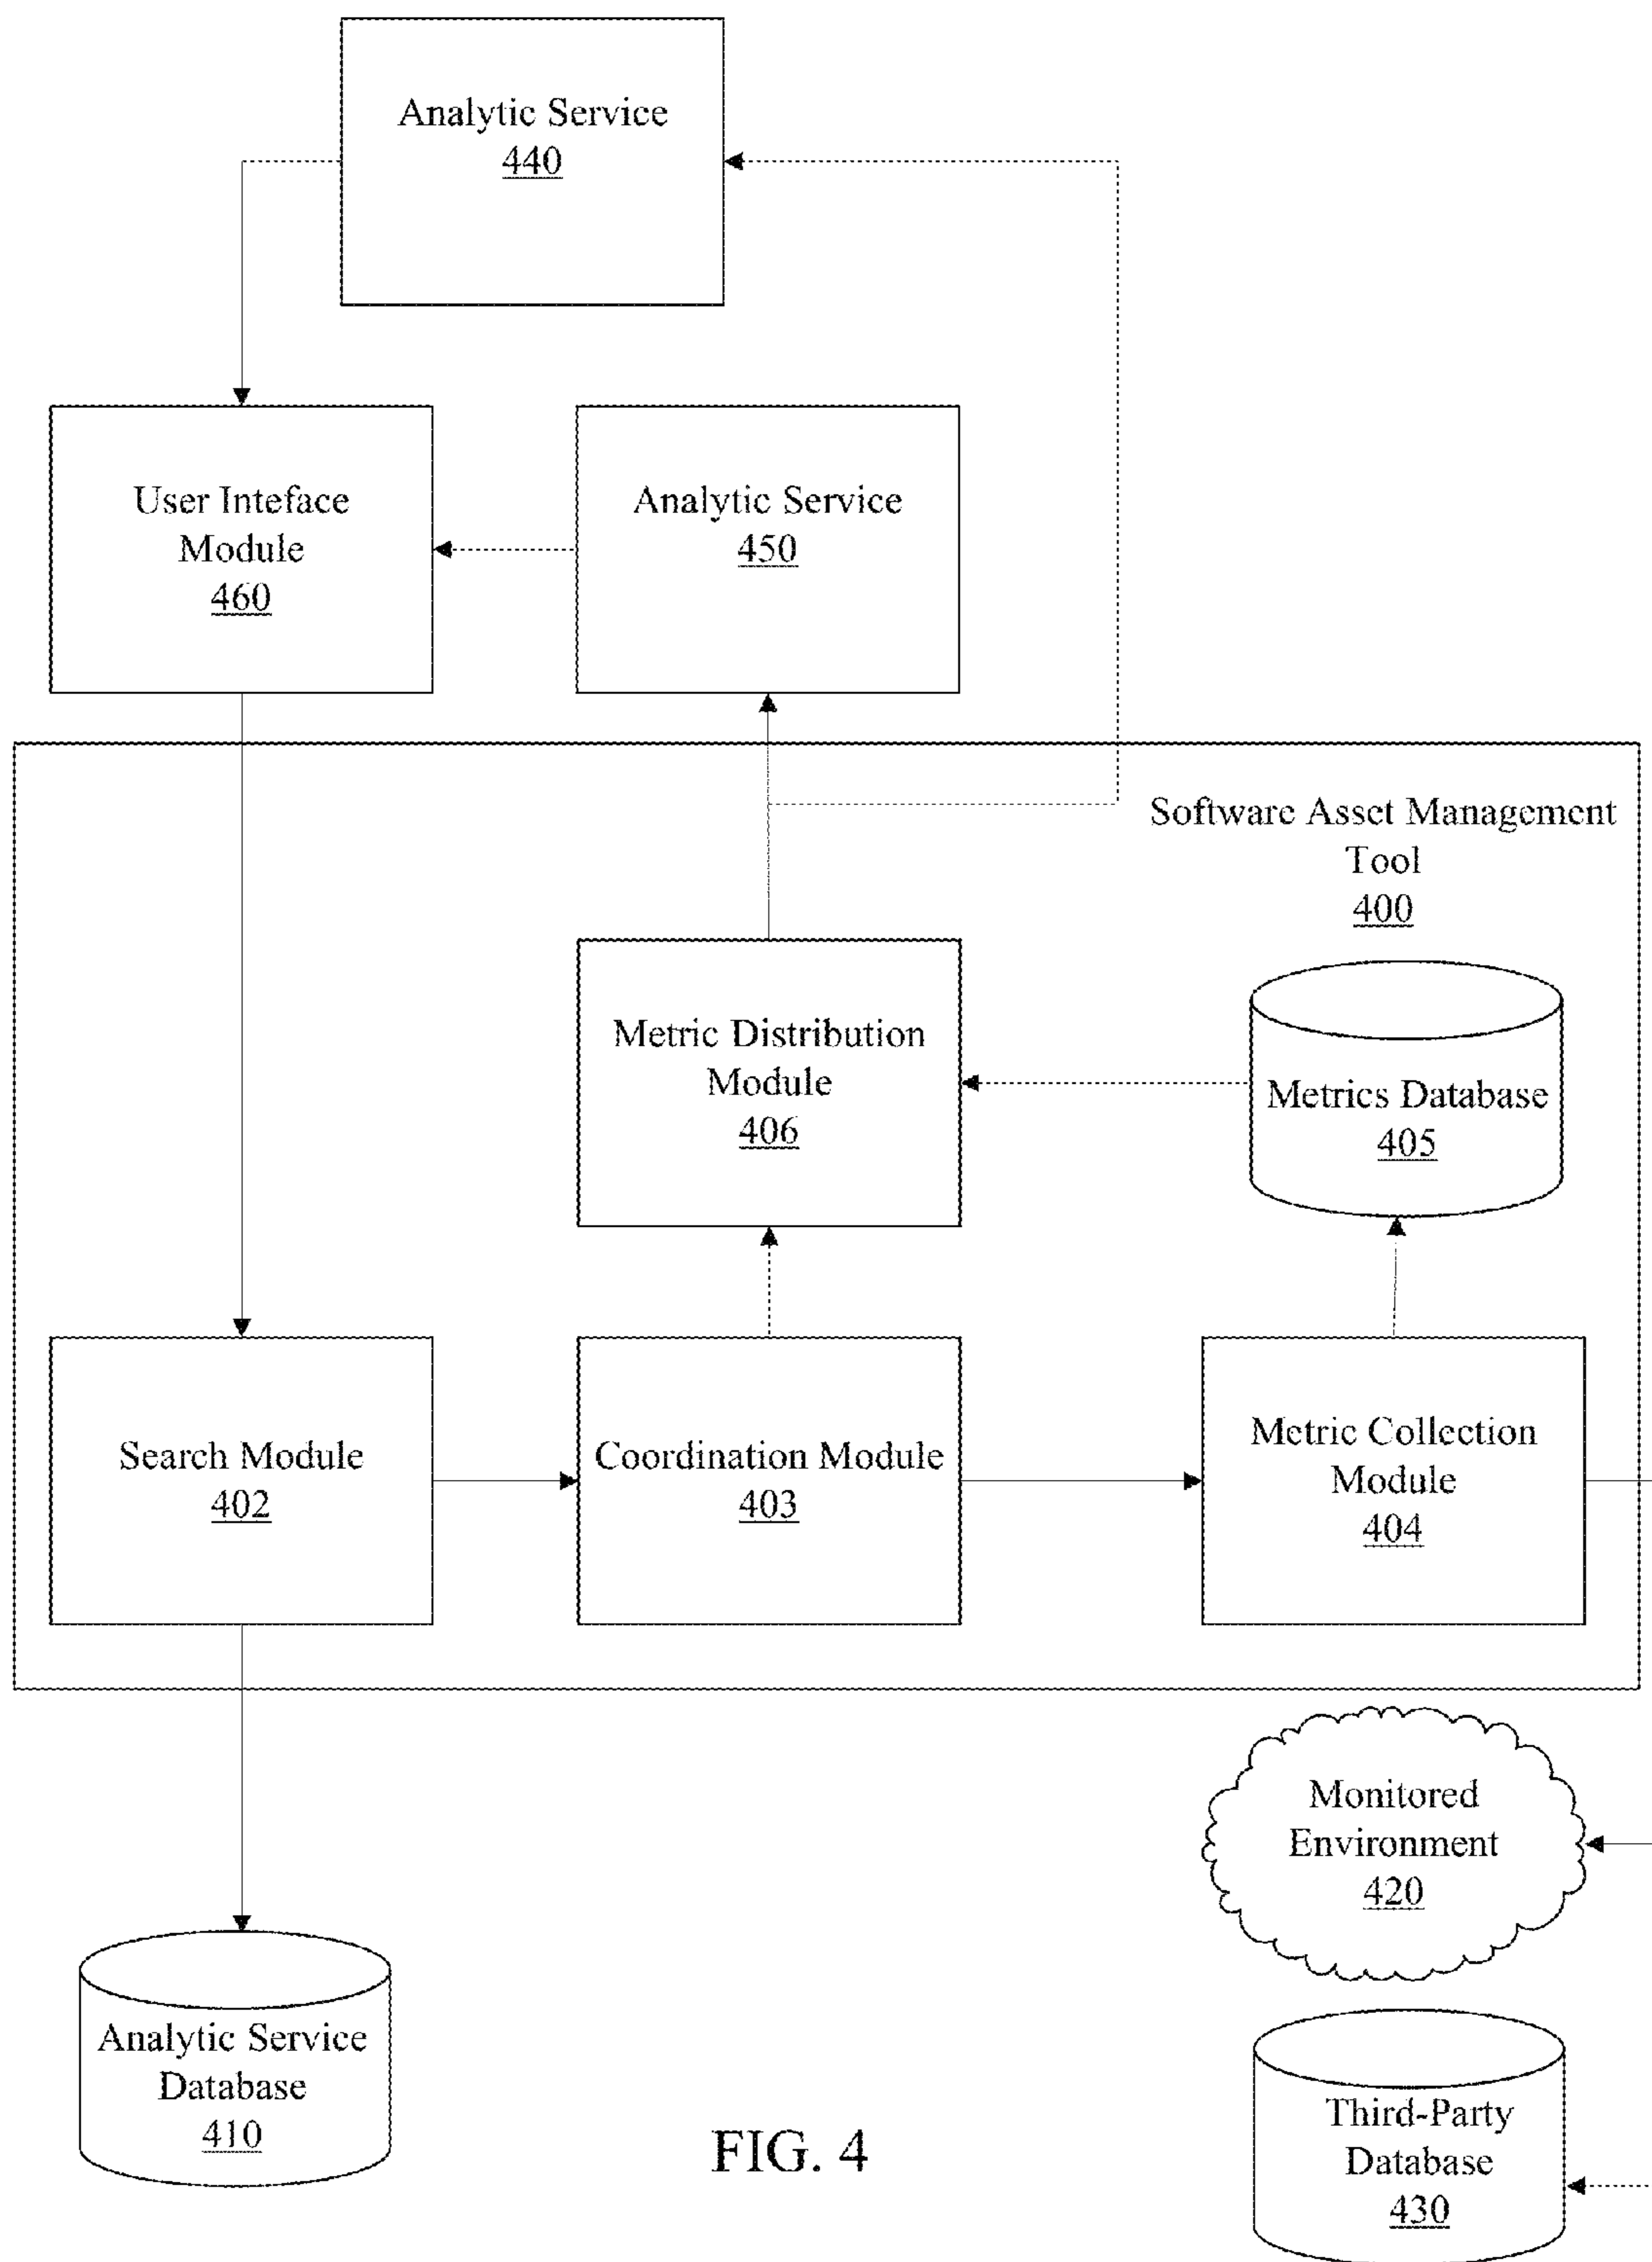 Analytic Service
440
User Inteface
Module
460
Analytic Service
450
Software Asset Management
Tool
400
Metric Distribution
Module
406
Metrics Database
405
Search Module
402
Coordination Module
403
Metric Collection
Module
404
Monitored
Environment
420
Analytic Service
Database
410
Third-Party
Database
430
FIG. 4